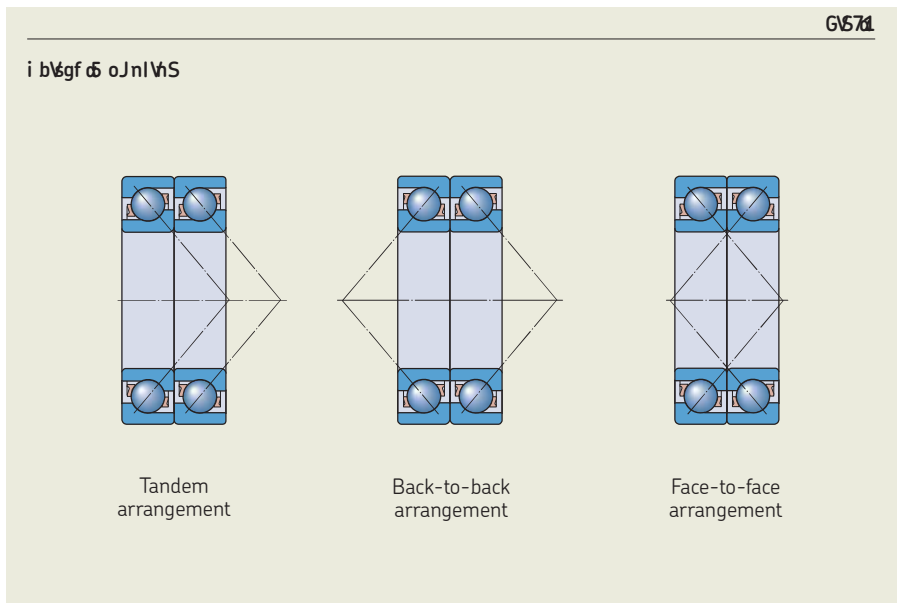 Tandem
arrangement
Back-to-back
arrangement
Face-to-face
arrangement